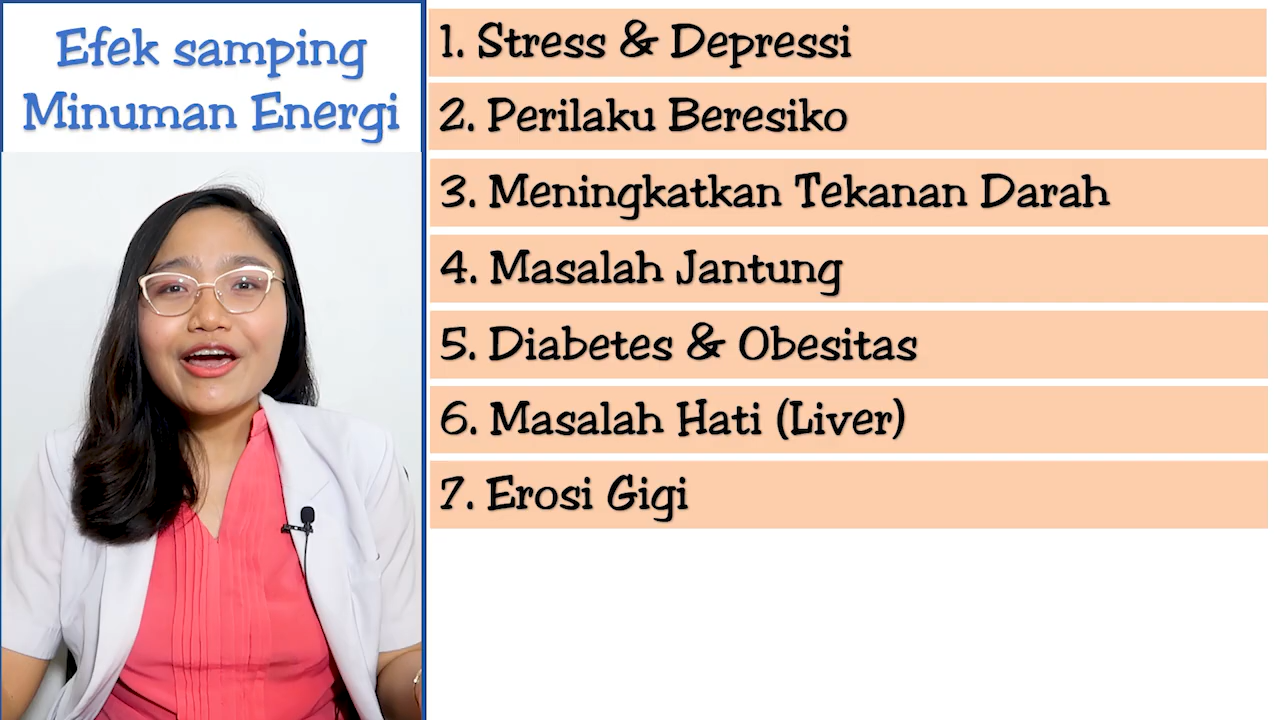 Efek samping
Minuman Energi
1. Stress & Depressi
2. Perilaku Beresiko
3. Meningkatkan Tekanan Darah
4. Masalah Jantung
5. Diabetes & Obesitas
6. Masalah Hati (Liver)
7. Erosi Gigi